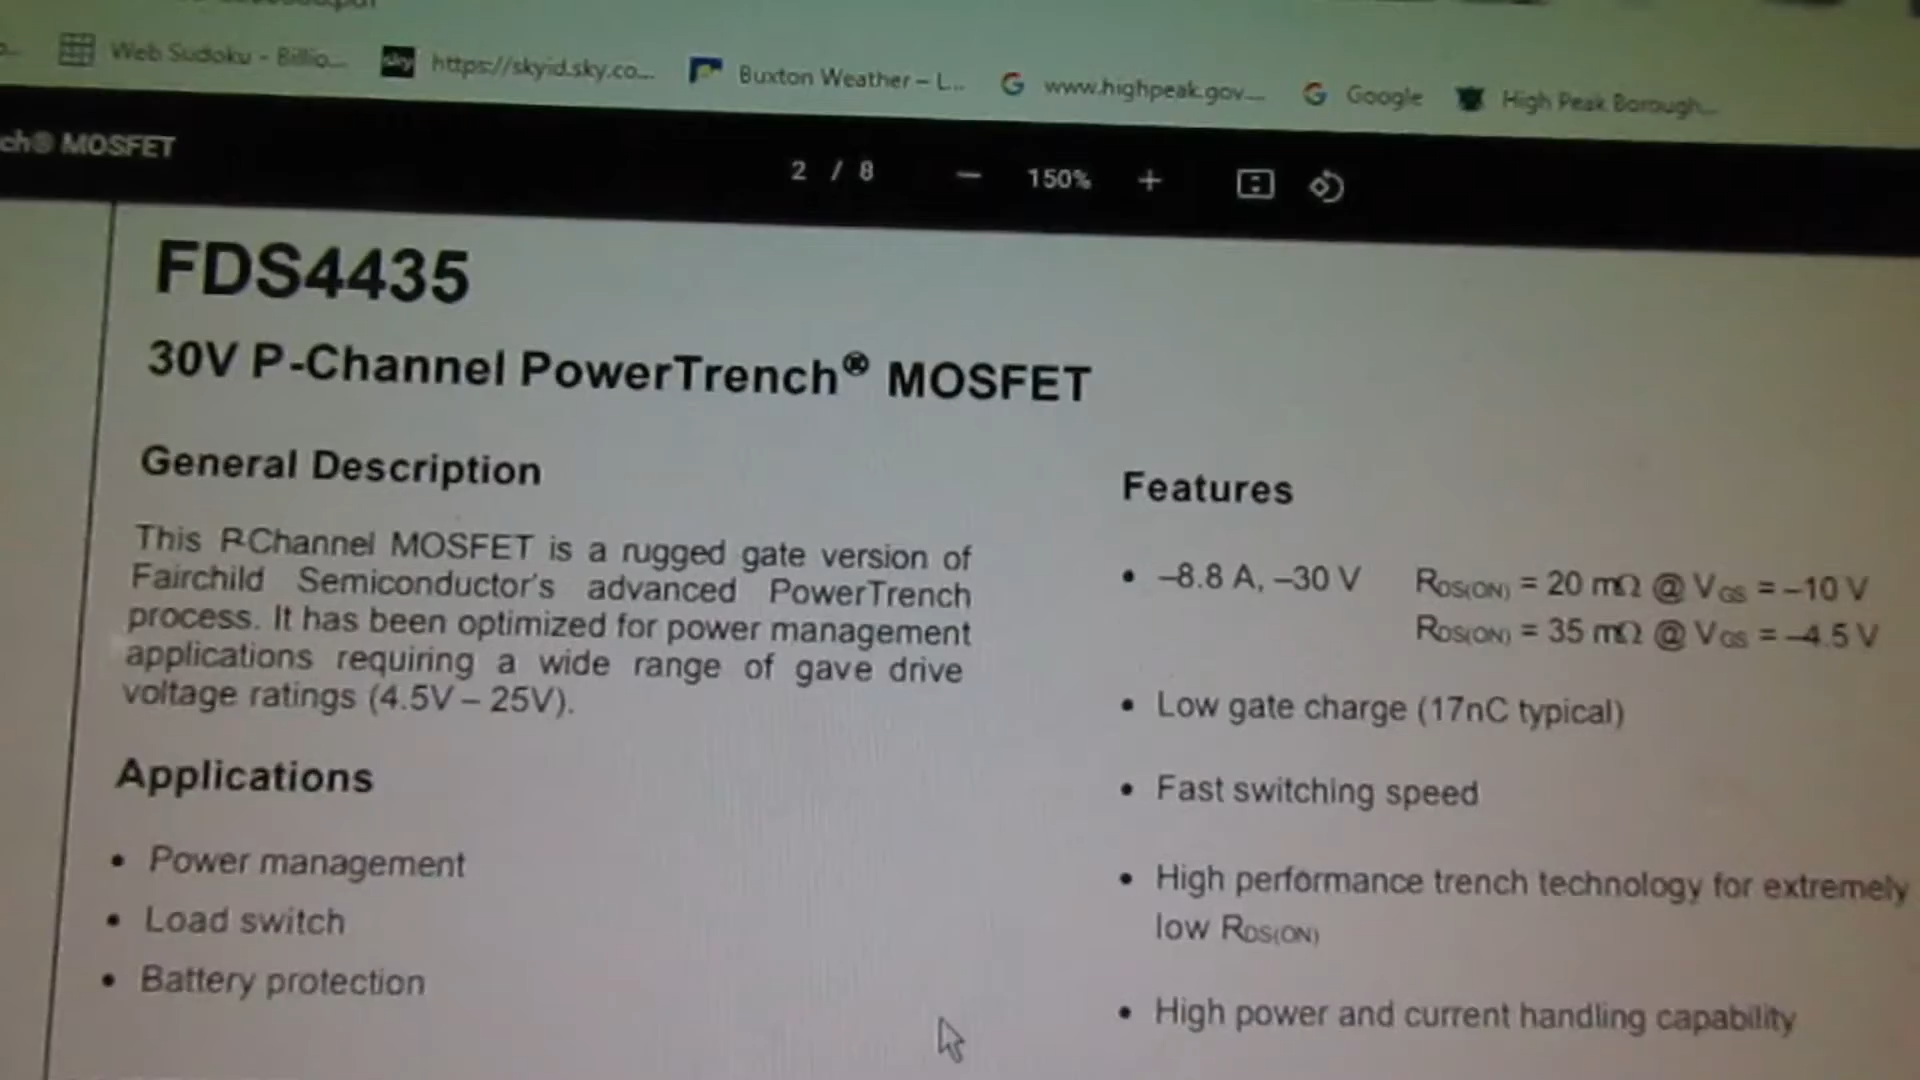 Web Sudoku - Billio...
sky
https://skyid.sky.co...
Buxton Weather – L...
www.highpeak.gov....
Google
High Peak Borough...
ch® MOSFET
2 / 8
150%
FDS4435
30V P-Channel PowerTrench® MOSFET
General Description
This P-Channel MOSFET is a rugged gate version of
Fairchild Semiconductor's advanced PowerTrench
process. It has been optimized for power management
applications requiring a wide range of gave drive
voltage ratings (4.5V – 25V).
Applications
• Power management
• Load switch
• Battery protection
Features
• –8.8 A, –30 V RDS(ON) = 20 mΩ @ VGS = –10 V
RDS(ON) = 35 mΩ @ VGS = –4.5 V
• Low gate charge (17nC typical)
• Fast switching speed
• High performance trench technology for extremely
low RDS(ON)
• High power and current handling capability